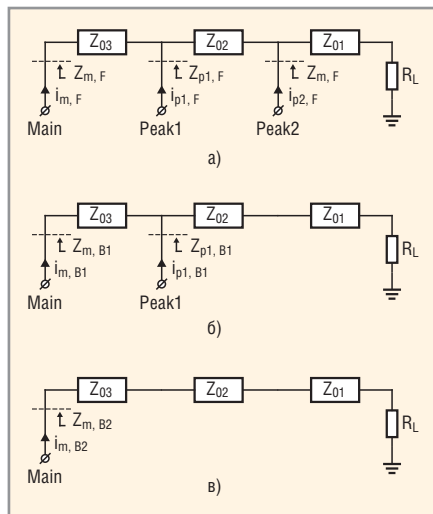 Z03 Z02 Z01
Zm, F Zp1, F Zm, F RL
im, F ip1, F ip2, F
Main Peak1 Peak2
а)
Z03 Z02 Z01
Zm, B1 Zp1, B1 RL
im, B1 ip1, B1
Main Peak1
б)
Z03 Z02 Z01
Zm, B2 RL
im, B2
Main
в)